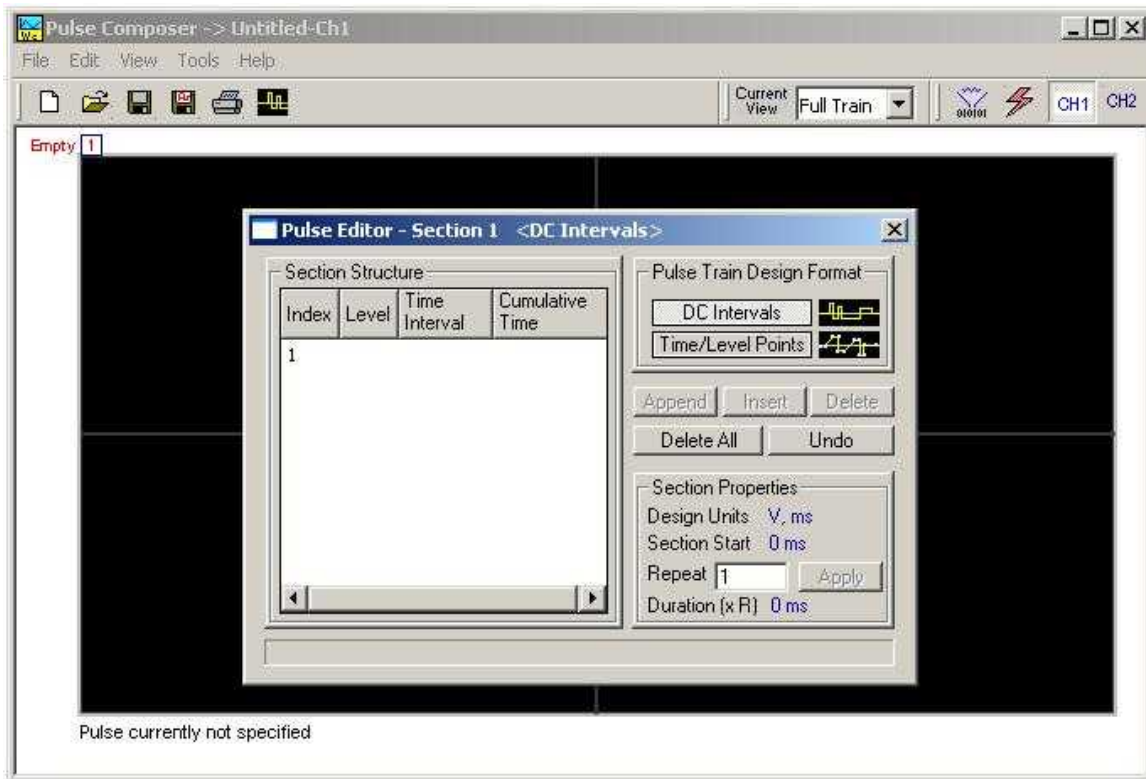 Pulse Composer -> Untitled-Ch1
File Edit View Tools Help
Current View Full Train CH1 CH2
Empty 1
Pulse Editor - Section 1 <DC Intervals>
Section Structure
Index Level Time Interval Cumulative Time
1
Pulse Train Design Format
DC Intervals
Time/Level Points
Append Insert Delete
Delete All Undo
Section Properties
Design Units V, ms
Section Start 0 ms
Repeat 1 Apply
Duration (x R) 0 ms
Pulse currently not specified